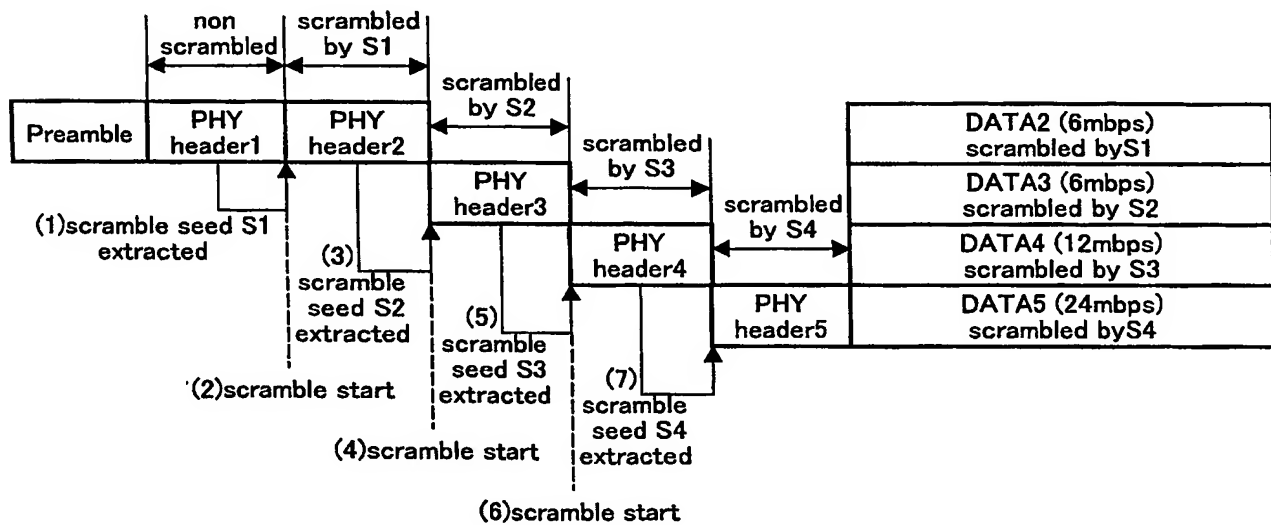 non
scrambled
scrambled
by S1
scrambled
by S2
scrambled
by S3
scrambled
by S4
Preamble
PHY
header1
PHY
header2
PHY
header3
PHY
header4
PHY
header5
DATA2 (6mbps)
scrambled byS1
DATA3 (6mbps)
scrambled by S2
DATA4 (12mbps)
scrambled by S3
DATA5 (24mbps)
scrambled byS4
(1)scramble seed S1
extracted
(2)scramble start
(3)
scramble
seed S2
extracted
(4)scramble start
(5)
scramble
seed S3
extracted
(6)scramble start
(7)
scramble
seed S4
extracted